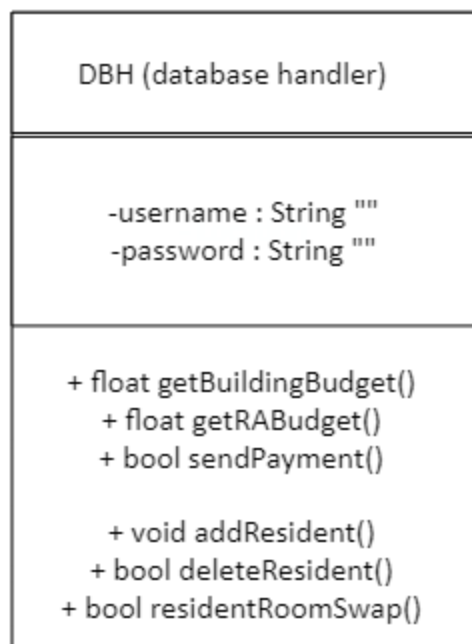 DBH (database handler)
-username : String ""
-password : String ""
+ float getBuildingBudget()
+ float getRABudget()
+ bool sendPayment()
+ void addResident()
+ bool deleteResident()
+ bool residentRoomSwap()